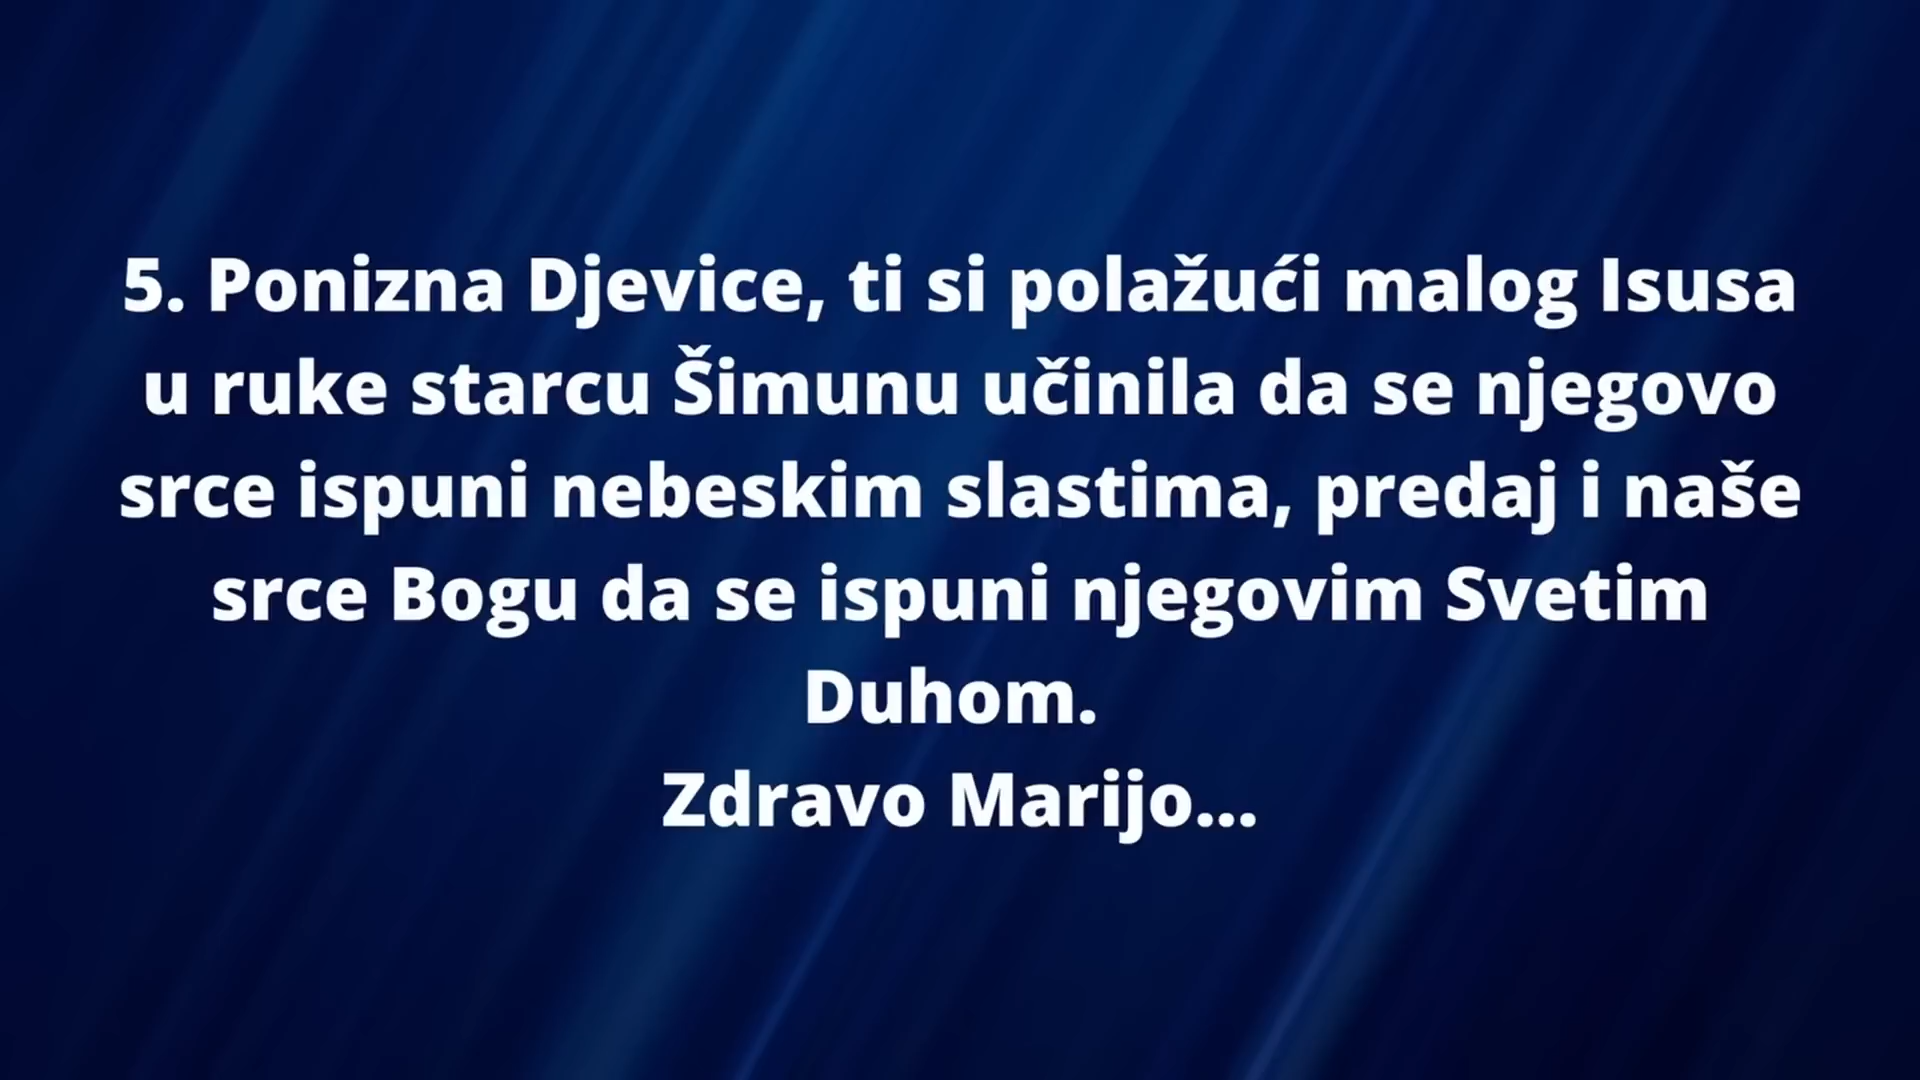 5. Ponizna Djevice, ti si polažući malog Isusa
u ruke starcu Šimunu učinila da se njegovo
srce ispuni nebeskim slastima, predaj i naše
srce Bogu da se ispuni njegovim Svetim
Duhom.
Zdravo Marijo...